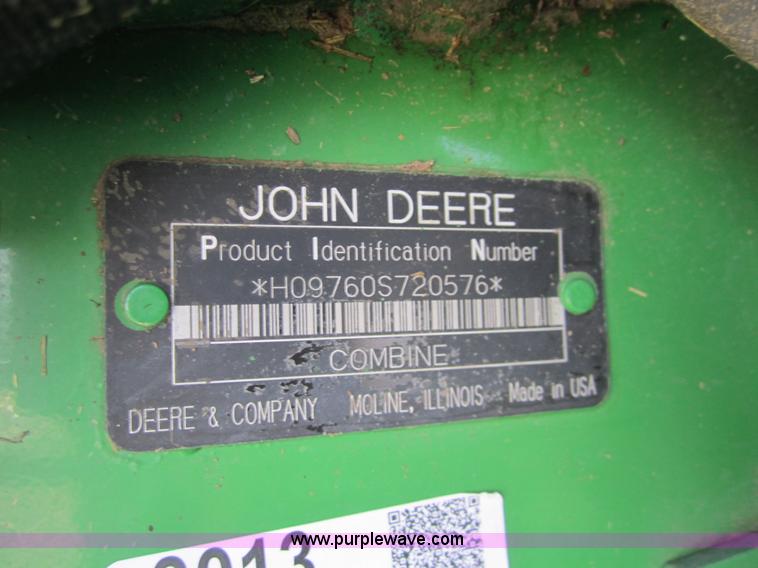 JOHN DEERE
Product Identification Number
*H09760S720576*
COMBINE
DEERE & COMPANY MOLINE, ILLINOIS Made in USA
www.purplewave.com